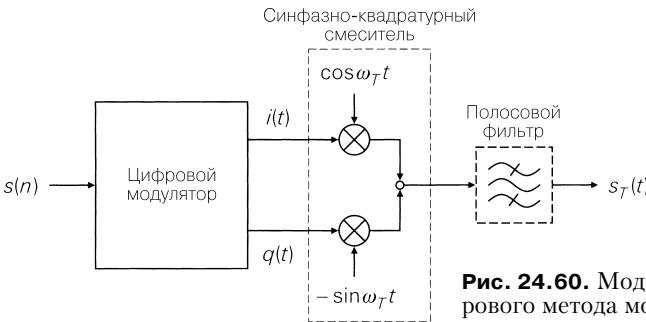 Синфазно-квадратурный
смеситель
cosω_T t
Полосовой
фильтр
i(t)
s(n)
Цифровой
модулятор
s_T(t)
q(t)
– sinω_T t
Рис. 24.60. Мод
рового метода мо